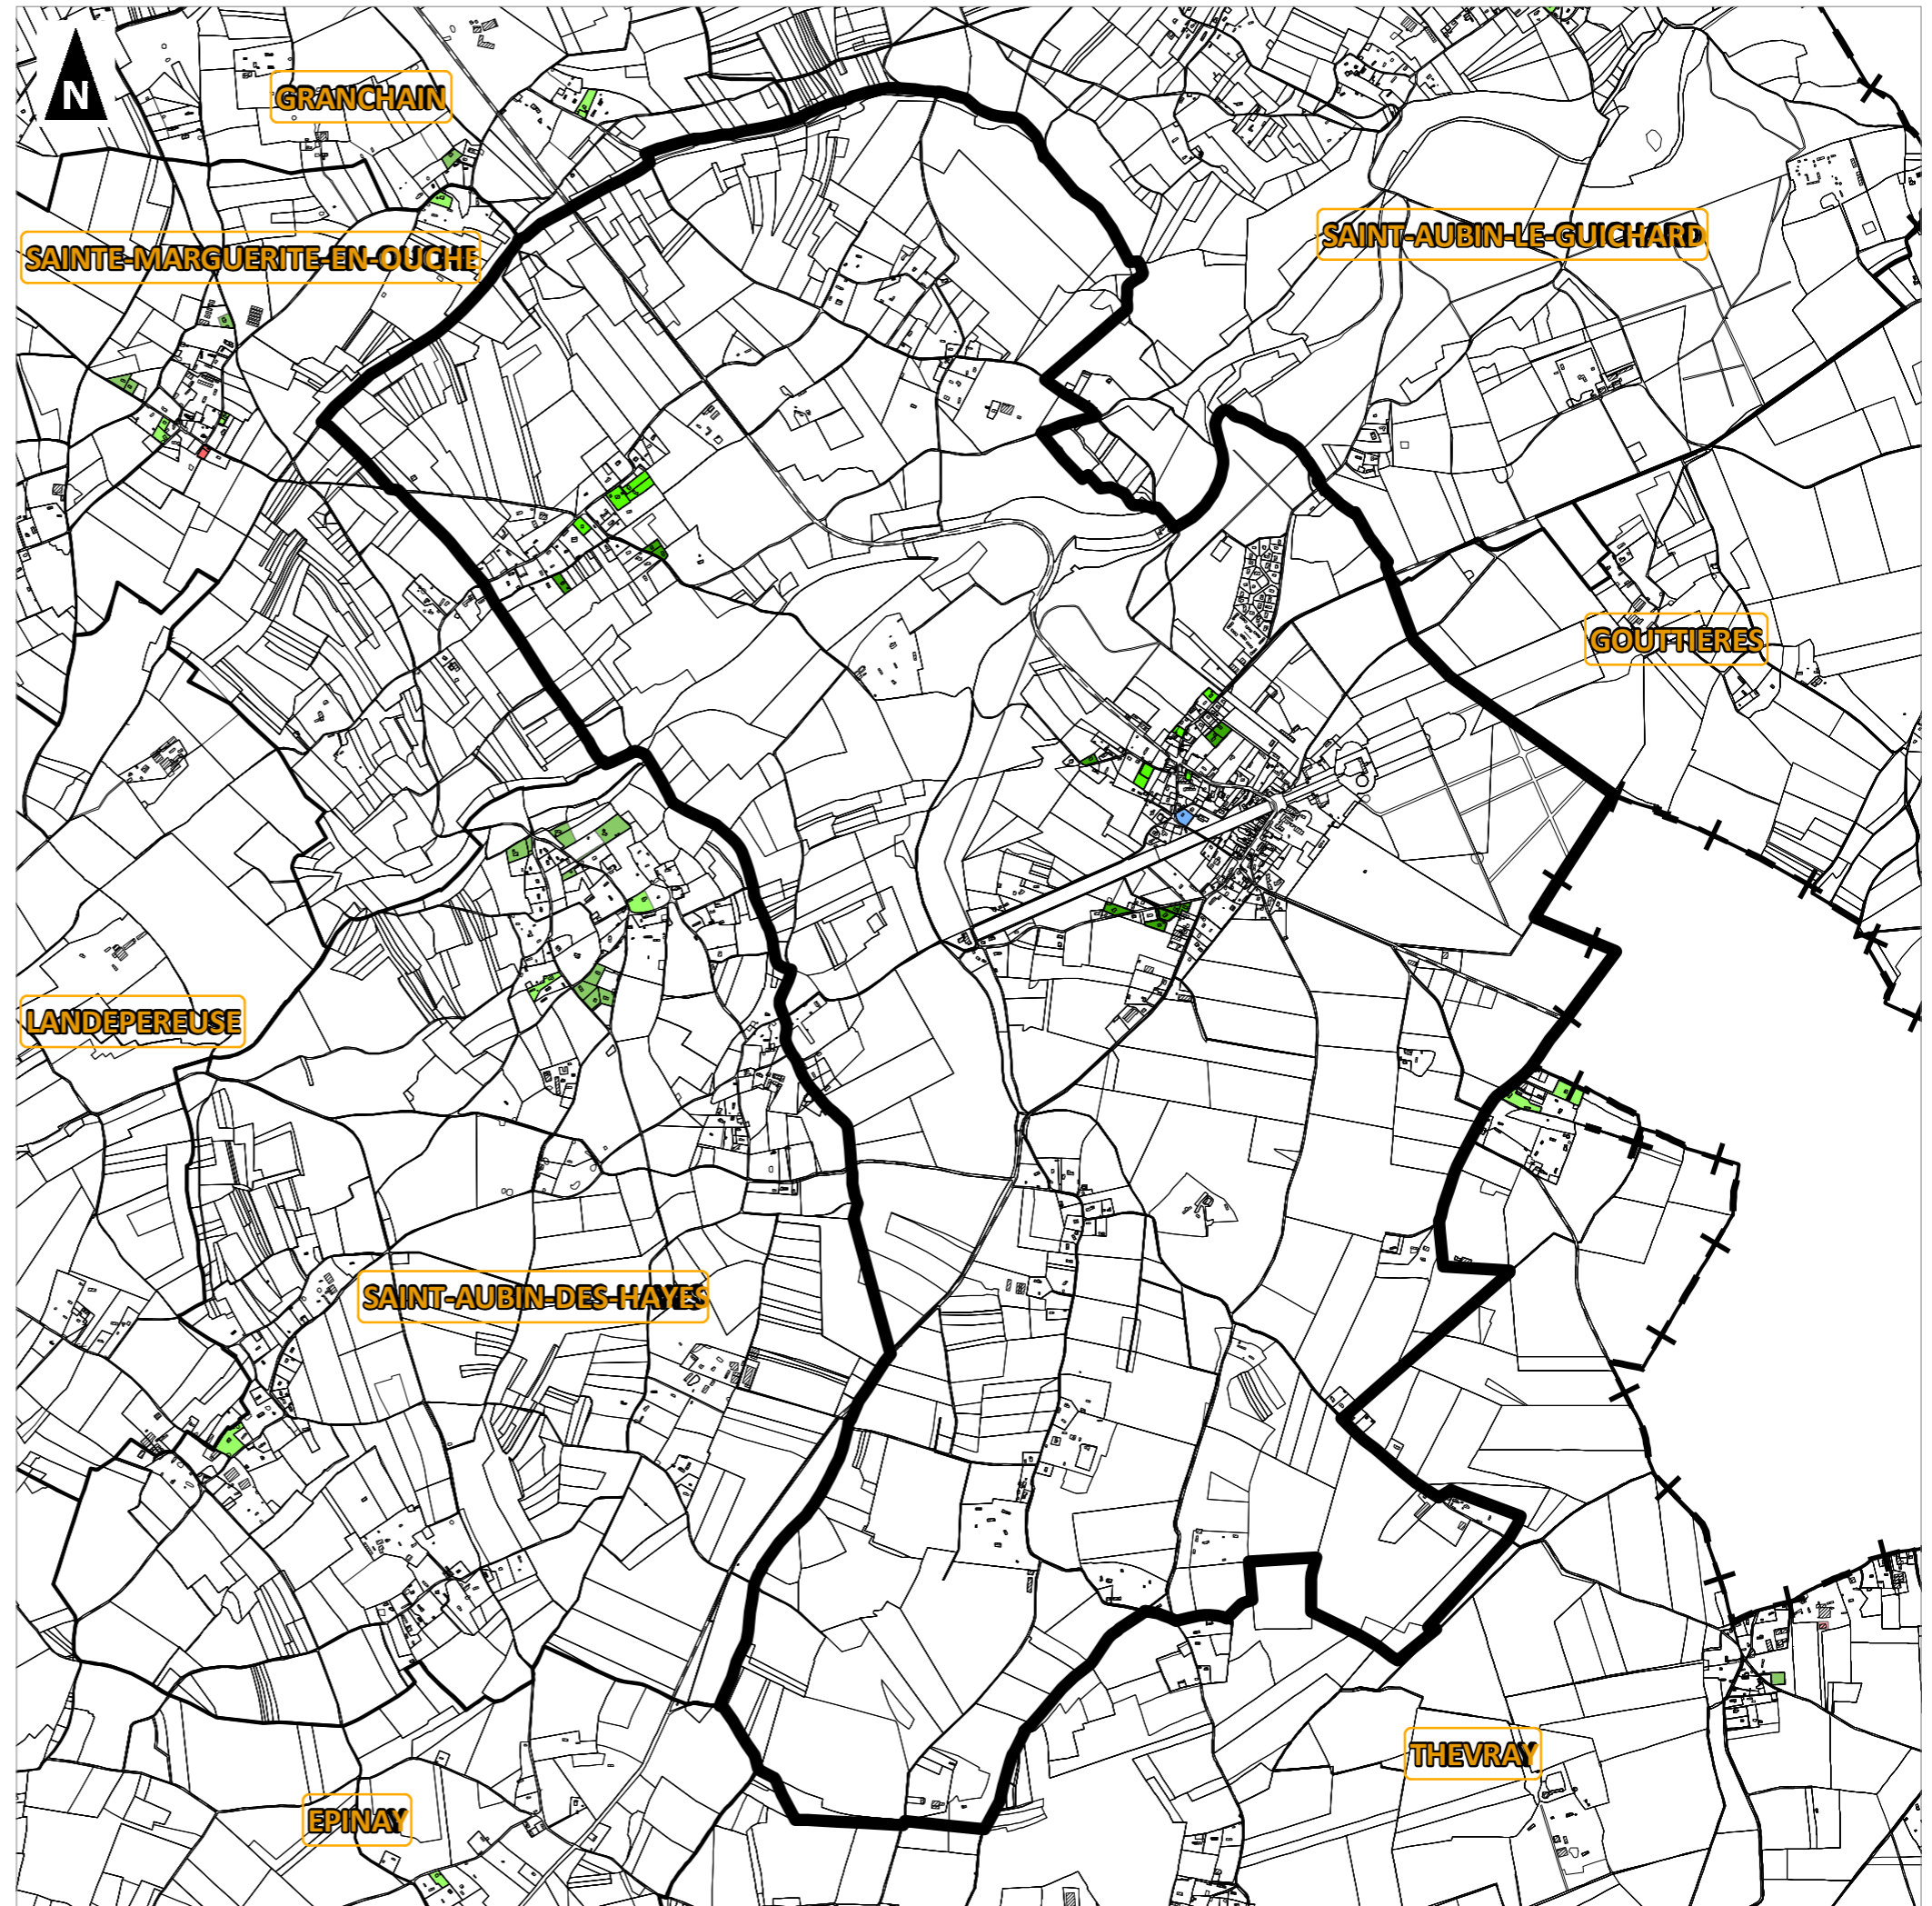 N
GRANCHAIN
SAINT-AUBIN-LE-GUICHARD
SAINTE-MARGUERITE-EN-OUCHE
GOUTTIERES
LANDEPEREUSE
SAINT-AUBIN-DES-HAYES
THEVRAY
EPINAY